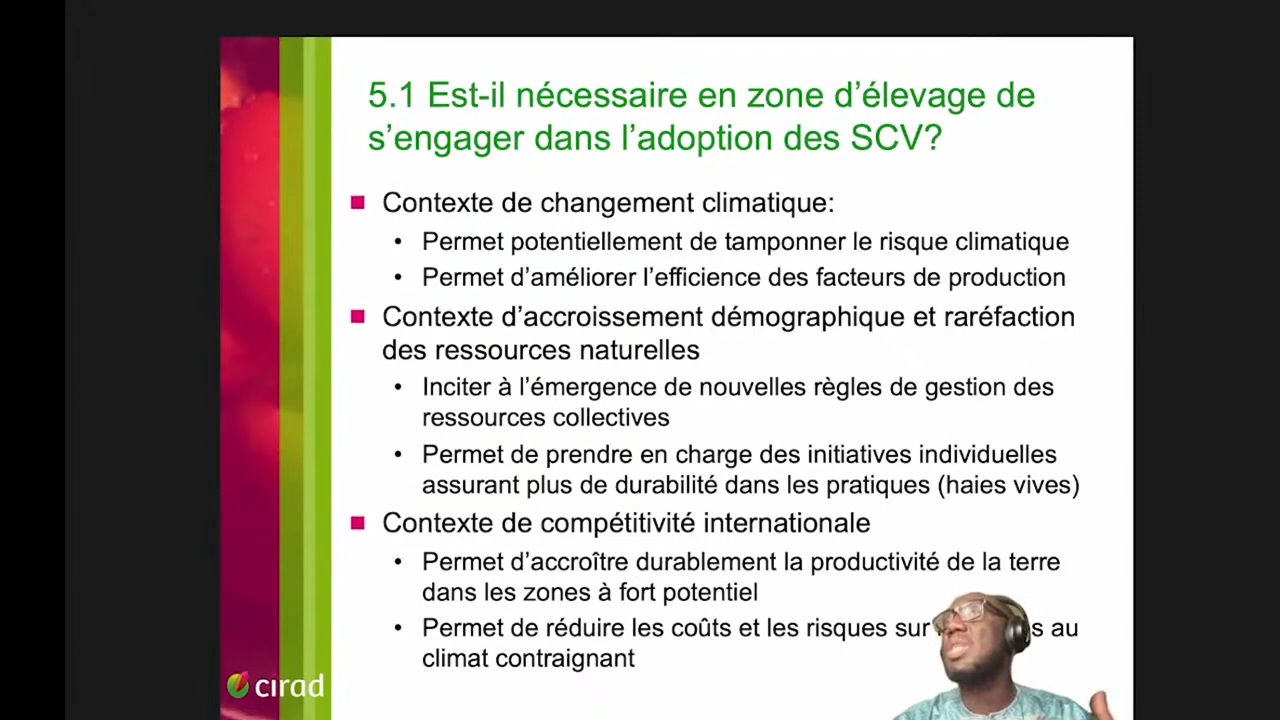 5.1 Est-il nécessaire en zone d’élevage de
s’engager dans l’adoption des SCV?
Contexte de changement climatique:
Permet potentiellement de tamponner le risque climatique
Permet d’améliorer l’efficience des facteurs de production
Contexte d’accroissement démographique et raréfaction
des ressources naturelles
Inciter à l’émergence de nouvelles règles de gestion des
ressources collectives
Permet de prendre en charge des initiatives individuelles
assurant plus de durabilité dans les pratiques (haies vives)
Contexte de compétitivité internationale
Permet d’accroître durablement la productivité de la terre
dans les zones à fort potentiel
Permet de réduire les coûts et les risques sur au
climat contraignant
cirad